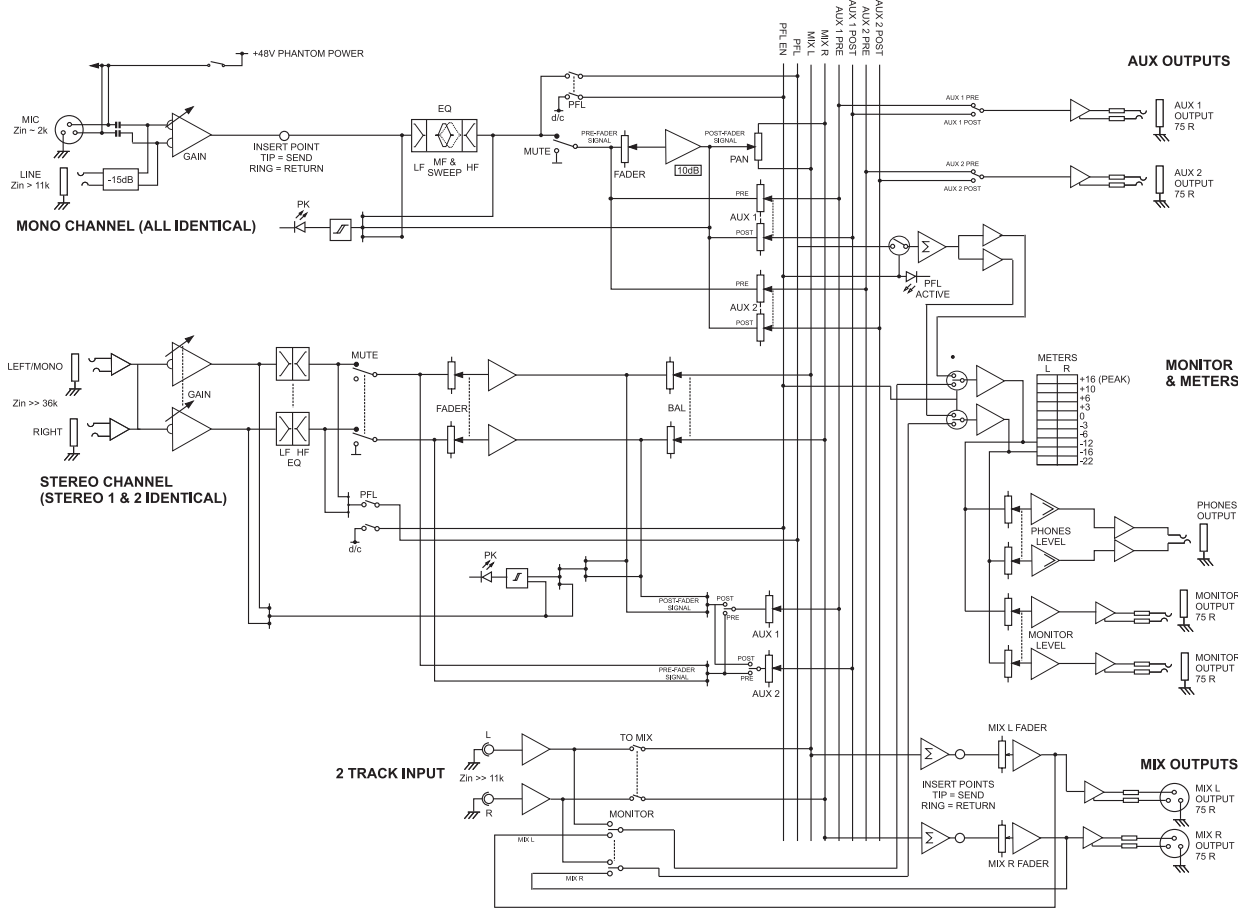 +48V PHANTOM POWER
MIC
Zin ~ 2k
GAIN
LINE
Zin > 11k
-15dB
INSERT POINT
TIP = SEND
RING = RETURN
EQ
LF
MF &
SWEEP
HF
PFL
d/c
MUTE
PRE-FADER
SIGNAL
FADER
10dB
POST-FADER
SIGNAL
PAN
PK
MONO CHANNEL (ALL IDENTICAL)
PRE
AUX 1
POST
PRE
AUX 2
POST
PFL EN
PFL
MIX L
MIX R
AUX 1 PRE
AUX 1 POST
AUX 2 PRE
AUX 2 POST
AUX OUTPUTS
AUX 1 PRE
AUX 1 POST
AUX 1
OUTPUT
75 R
AUX 2 PRE
AUX 2 POST
AUX 2
OUTPUT
75 R
Σ
PFL
ACTIVE
LEFT/MONO
Zin >> 36k
RIGHT
GAIN
MUTE
FADER
BAL
LF HF
EQ
STEREO CHANNEL
(STEREO 1 & 2 IDENTICAL)
PFL
d/c
PK
POST-FADER
SIGNAL
POST
PRE
AUX 1
PRE-FADER
SIGNAL
POST
PRE
AUX 2
METERS
L R
+16 (PEAK)
+10
+6
+3
0
-3
-6
-12
-16
-22
MONITOR
& METERS
PHONES
OUTPUT
PHONES
LEVEL
MONITOR
OUTPUT
75 R
MONITOR
LEVEL
MONITOR
OUTPUT
75 R
2 TRACK INPUT
L
Zin >> 11k
R
TO MIX
MONITOR
MIX L
MIX R
Σ
MIX L FADER
INSERT POINTS
TIP = SEND
RING = RETURN
Σ
MIX R FADER
MIX OUTPUTS
MIX L
OUTPUT
75 R
MIX R
OUTPUT
75 R